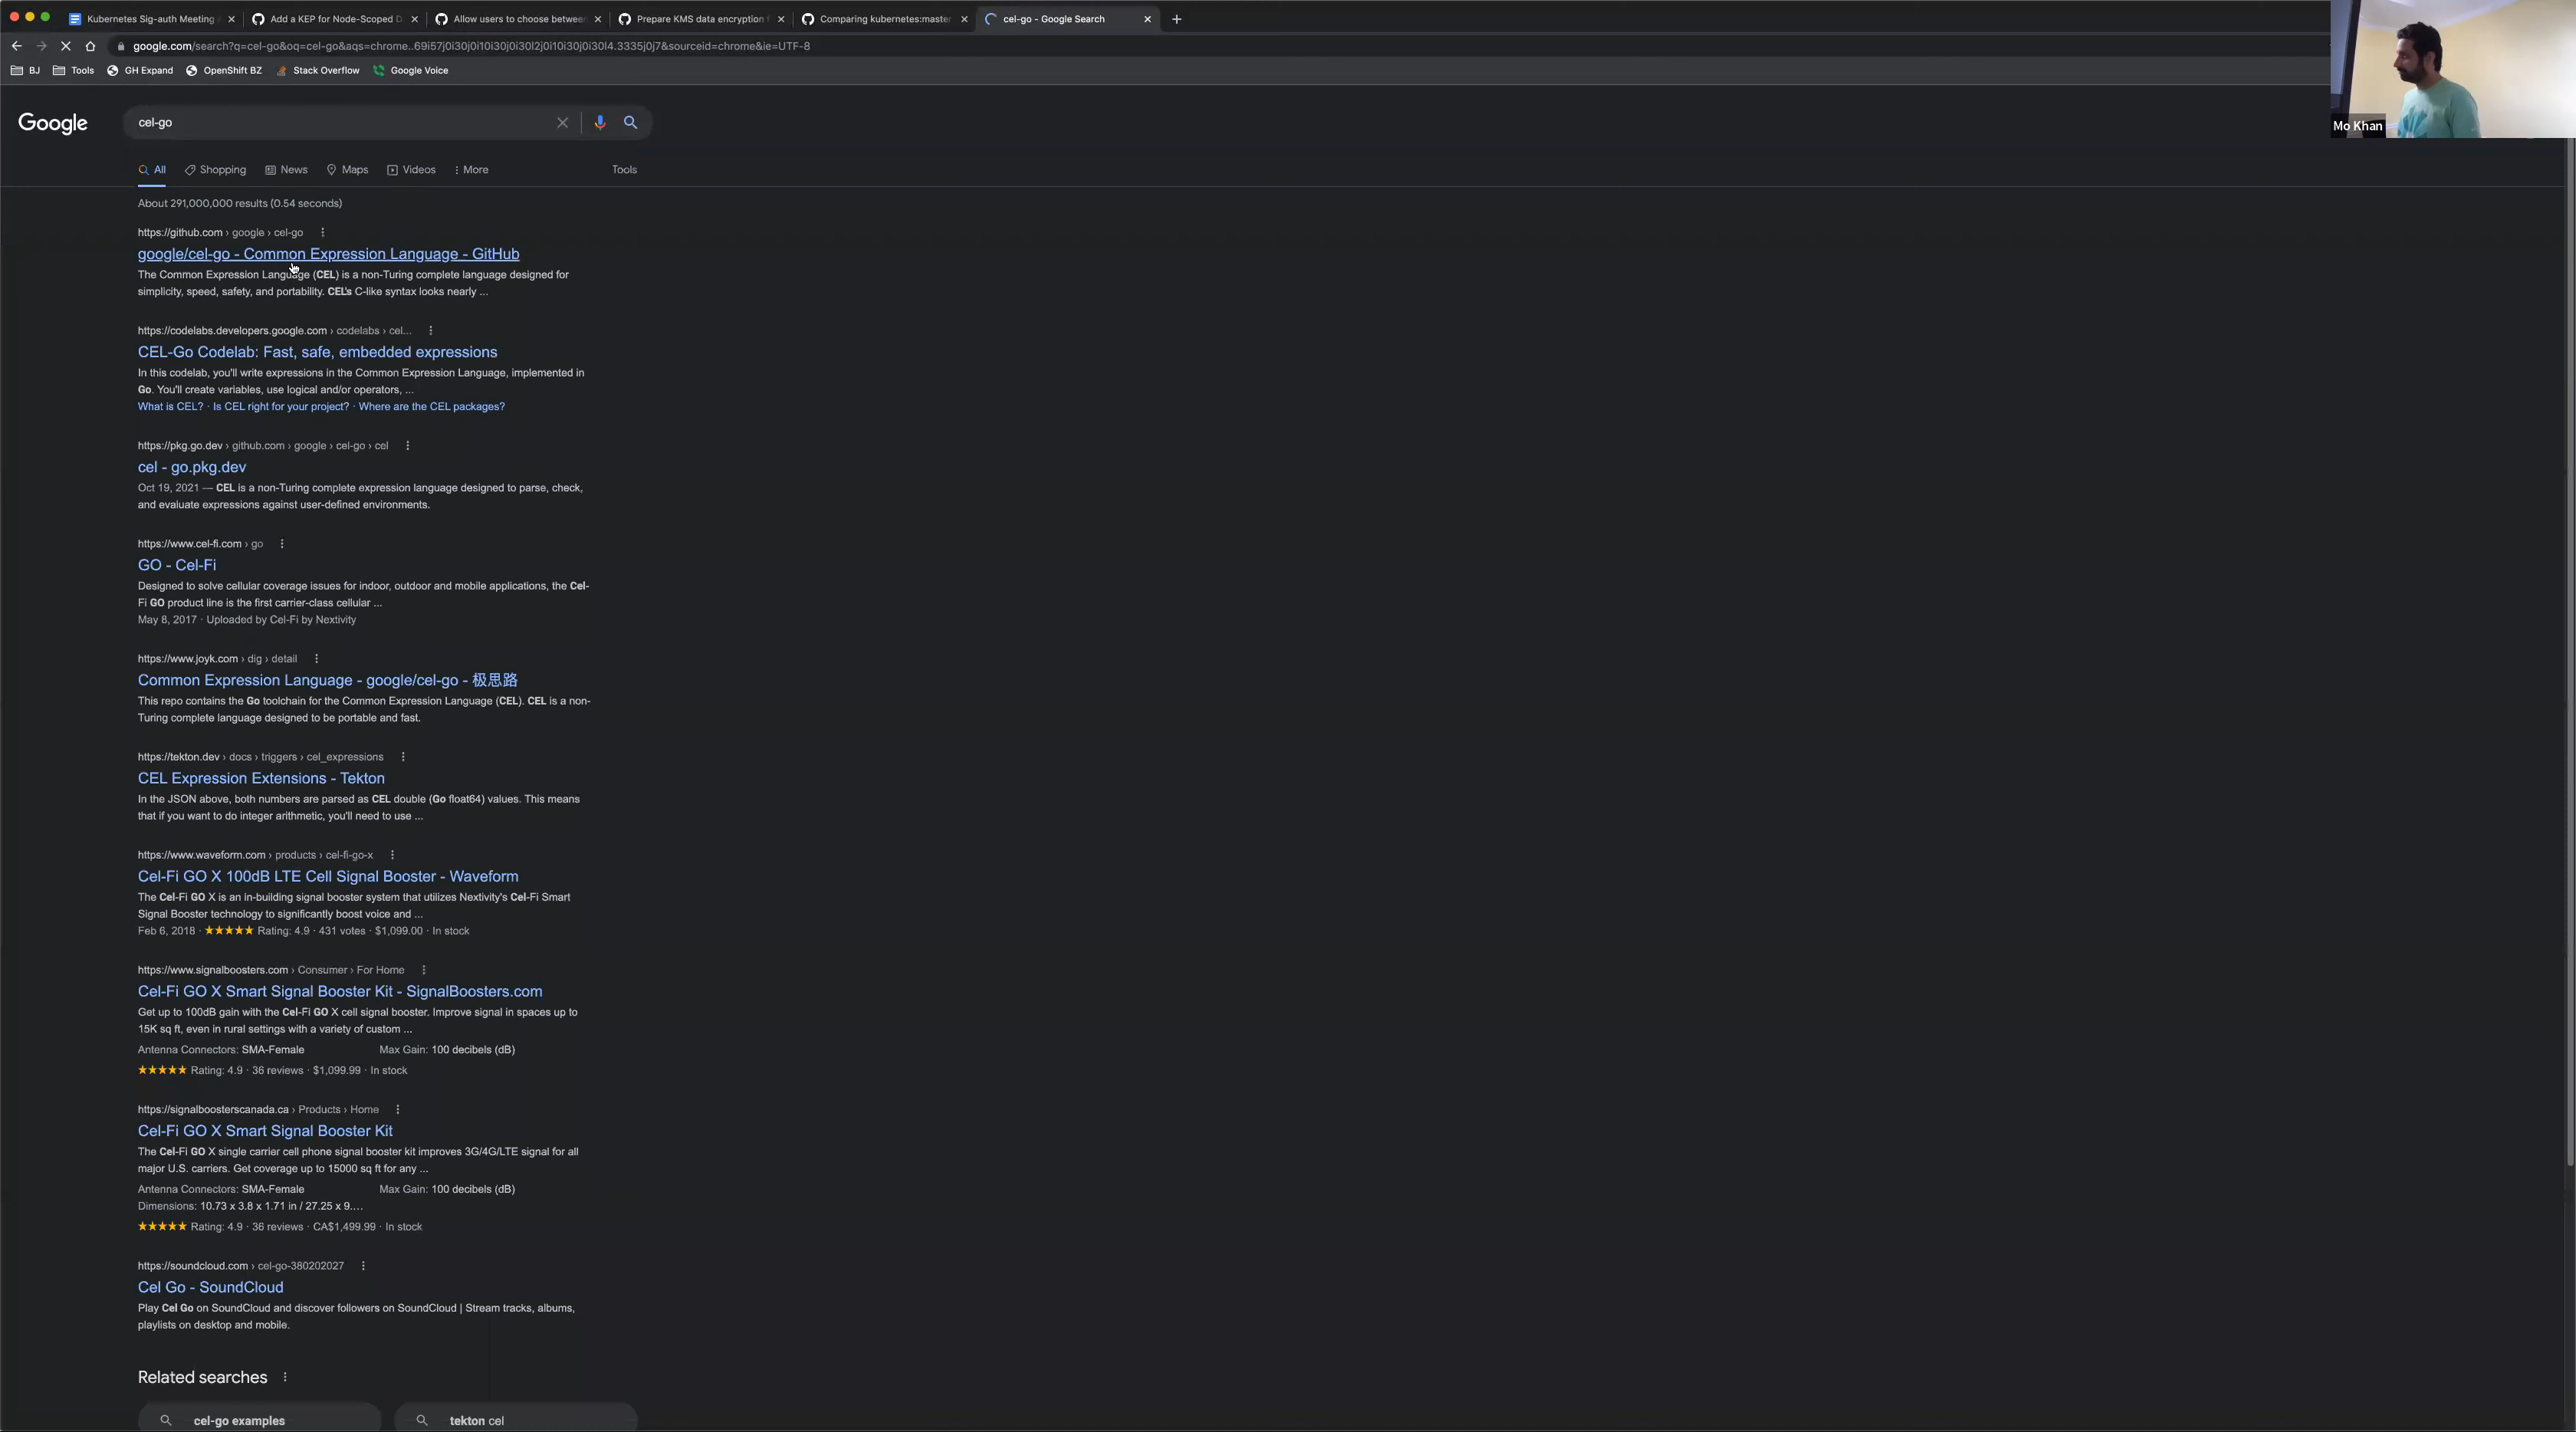 Kubernetes Sig-auth Meeting
Add a KEP for Node-Scoped D
Allow users to choose betwee
Prepare KMS data encryption
Comparing kubernetes:master
cel-go - Google Search
google.com/search?q=cel-go&oq=cel-go&aqs=chrome..69i57j0i30j0i10i30j0i30l2j0i10i30j0i30l4.3335j0j7&sourceid=chrome&ie=UTF-8
BJ
Tools
GH Expand
OpenShift BZ
Stack Overflow
Google Voice
Mo Khan
Google
cel-go
All
Shopping
News
Maps
Videos
More
Tools
About 291,000,000 results (0.54 seconds)
https://github.com › google › cel-go
google/cel-go - Common Expression Language - GitHub
The Common Expression Language (CEL) is a non-Turing complete language designed for
simplicity, speed, safety, and portability. CEL's C-like syntax looks nearly ...
https://codelabs.developers.google.com › codelabs › cel...
CEL-Go Codelab: Fast, safe, embedded expressions
In this codelab, you'll write expressions in the Common Expression Language, implemented in
Go. You'll create variables, use logical and/or operators, ...
What is CEL? · Is CEL right for your project? · Where are the CEL packages?
https://pkg.go.dev › github.com › google › cel-go › cel
cel - go.pkg.dev
Oct 19, 2021 — CEL is a non-Turing complete expression language designed to parse, check,
and evaluate expressions against user-defined environments.
https://www.cel-fi.com › go
GO - Cel-Fi
Designed to solve cellular coverage issues for indoor, outdoor and mobile applications, the Cel-
Fi GO product line is the first carrier-class cellular ...
May 8, 2017 · Uploaded by Cel-Fi by Nextivity
https://www.joyk.com › dig › detail
Common Expression Language - google/cel-go - 极思路
This repo contains the Go toolchain for the Common Expression Language (CEL). CEL is a non-
Turing complete language designed to be portable and fast.
https://tekton.dev › docs › triggers › cel_expressions
CEL Expression Extensions - Tekton
In the JSON above, both numbers are parsed as CEL double (Go float64) values. This means
that if you want to do integer arithmetic, you'll need to use ...
https://www.waveform.com › products › cel-fi-go-x
Cel-Fi GO X 100dB LTE Cell Signal Booster - Waveform
The Cel-Fi GO X is an in-building signal booster system that utilizes Nextivity's Cel-Fi Smart
Signal Booster technology to significantly boost voice and ...
Feb 6, 2018 · ★★★★★ Rating: 4.9 · 431 votes · $1,099.00 · In stock
https://www.signalboosters.com › Consumer › For Home
Cel-Fi GO X Smart Signal Booster Kit - SignalBoosters.com
Get up to 100dB gain with the Cel-Fi GO X cell signal booster. Improve signal in spaces up to
15K sq ft, even in rural settings with a variety of custom ...
Antenna Connectors: SMA-Female Max Gain: 100 decibels (dB)
★★★★★ Rating: 4.9 · 36 reviews · $1,099.99 · In stock
https://signalboosterscanada.ca › Products › Home
Cel-Fi GO X Smart Signal Booster Kit
The Cel-Fi GO X single carrier cell phone signal booster kit improves 3G/4G/LTE signal for all
major U.S. carriers. Get coverage up to 15000 sq ft for any ...
Antenna Connectors: SMA-Female Max Gain: 100 decibels (dB)
Dimensions: 10.73 x 3.8 x 1.71 in / 27.25 x 9....
★★★★★ Rating: 4.9 · 36 reviews · CA$1,499.99 · In stock
https://soundcloud.com › cel-go-380202027
Cel Go - SoundCloud
Play Cel Go on SoundCloud and discover followers on SoundCloud | Stream tracks, albums,
playlists on desktop and mobile.
Related searches
cel-go examples
tekton cel